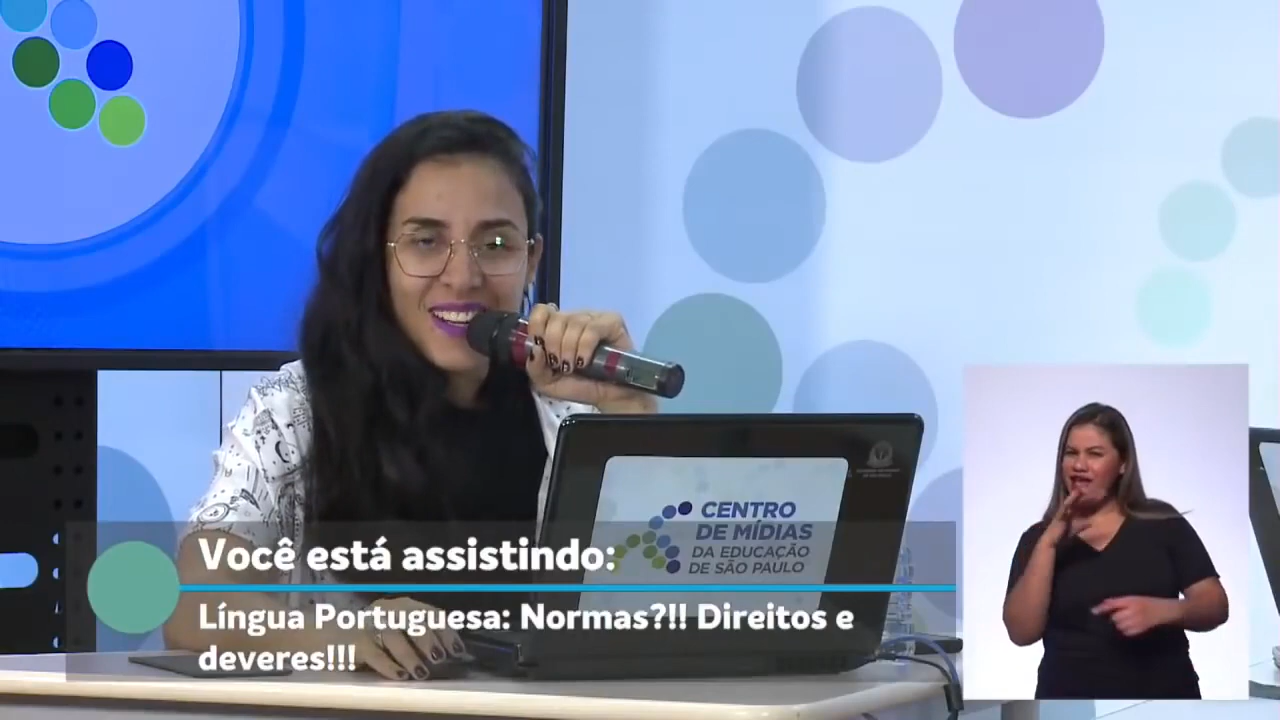 CENTRO
DE MÍDIAS
DA EDUCAÇÃO
DE SÃO PAULO
Você está assistindo:
Língua Portuguesa: Normas?!! Direitos e
deveres!!!